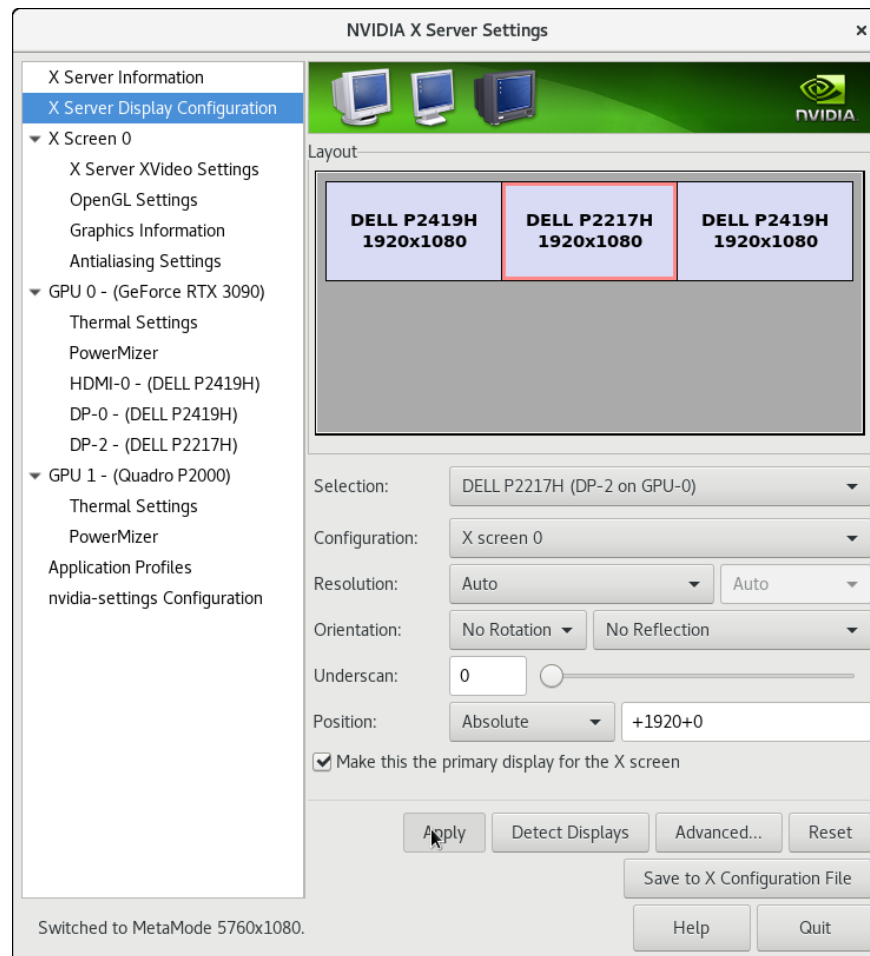 NVIDIA X Server Settings
X Server Information
X Server Display Configuration
X Screen 0
X Server XVideo Settings
OpenGL Settings
Graphics Information
Antialiasing Settings
GPU 0 - (GeForce RTX 3090)
Thermal Settings
PowerMizer
HDMI-0 - (DELL P2419H)
DP-0 - (DELL P2419H)
DP-2 - (DELL P2217H)
GPU 1 - (Quadro P2000)
Thermal Settings
PowerMizer
Application Profiles
nvidia-settings Configuration
NVIDIA.
Layout
DELL P2419H
1920x1080
DELL P2217H
1920x1080
DELL P2419H
1920x1080
Selection: DELL P2217H (DP-2 on GPU-0)
Configuration: X screen 0
Resolution: Auto Auto
Orientation: No Rotation No Reflection
Underscan: 0
Position: Absolute +1920+0
Make this the primary display for the X screen
Apply Detect Displays Advanced... Reset
Save to X Configuration File
Switched to MetaMode 5760x1080. Help Quit